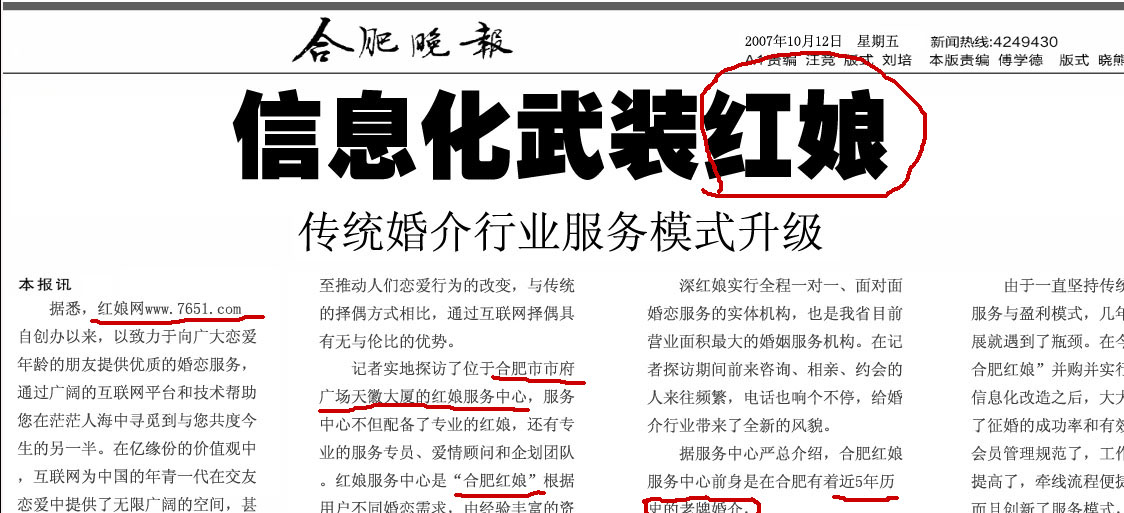 合肥晚報
2007年10月12日 星期五 新闻热线:4249430
A1责编 汪竞 版式 刘培 本版责编 傅学德 版式 晓熊
信息化武装红娘
传统婚介行业服务模式升级
本报讯
据悉，红娘网www.7651.com
自创办以来，以致力于向广大恋爱
年龄的朋友提供优质的婚恋服务，
通过广阔的互联网平台和技术帮助
您在茫茫人海中寻觅到与您共度今
生的另一半。在亿缘份的价值观中
，互联网为中国的年青一代在交友
恋爱中提供了无限广阔的空间，甚
至推动人们恋爱行为的改变，与传统
的择偶方式相比，通过互联网择偶具
有无与伦比的优势。
记者实地探访了位于合肥市市府
广场天徽大厦的红娘服务中心，服务
中心不但配备了专业的红娘，还有专
业的服务专员、爱情顾问和企划团队
。红娘服务中心是“合肥红娘”根据
用户不同婚恋需求，由经验丰富的资
深红娘实行全程一对一、面对面
婚恋服务的实体机构，也是我省目前
营业面积最大的婚姻服务机构。在记
者探访期间前来咨询、相亲、约会的
人来往频繁，电话也响个不停，给婚
介行业带来了全新的风貌。
据服务中心严总介绍，合肥红娘
服务中心前身是在合肥有着近5年历
史的老牌婚介，
由于一直坚持传统
服务与盈利模式，几年
展就遇到了瓶颈。在今
合肥红娘”并购并实行
信息化改造之后，大大
了征婚的成功率和有效
会员管理规范了，工作
提高了，牵线流程便捷
而且创新了服务模式，